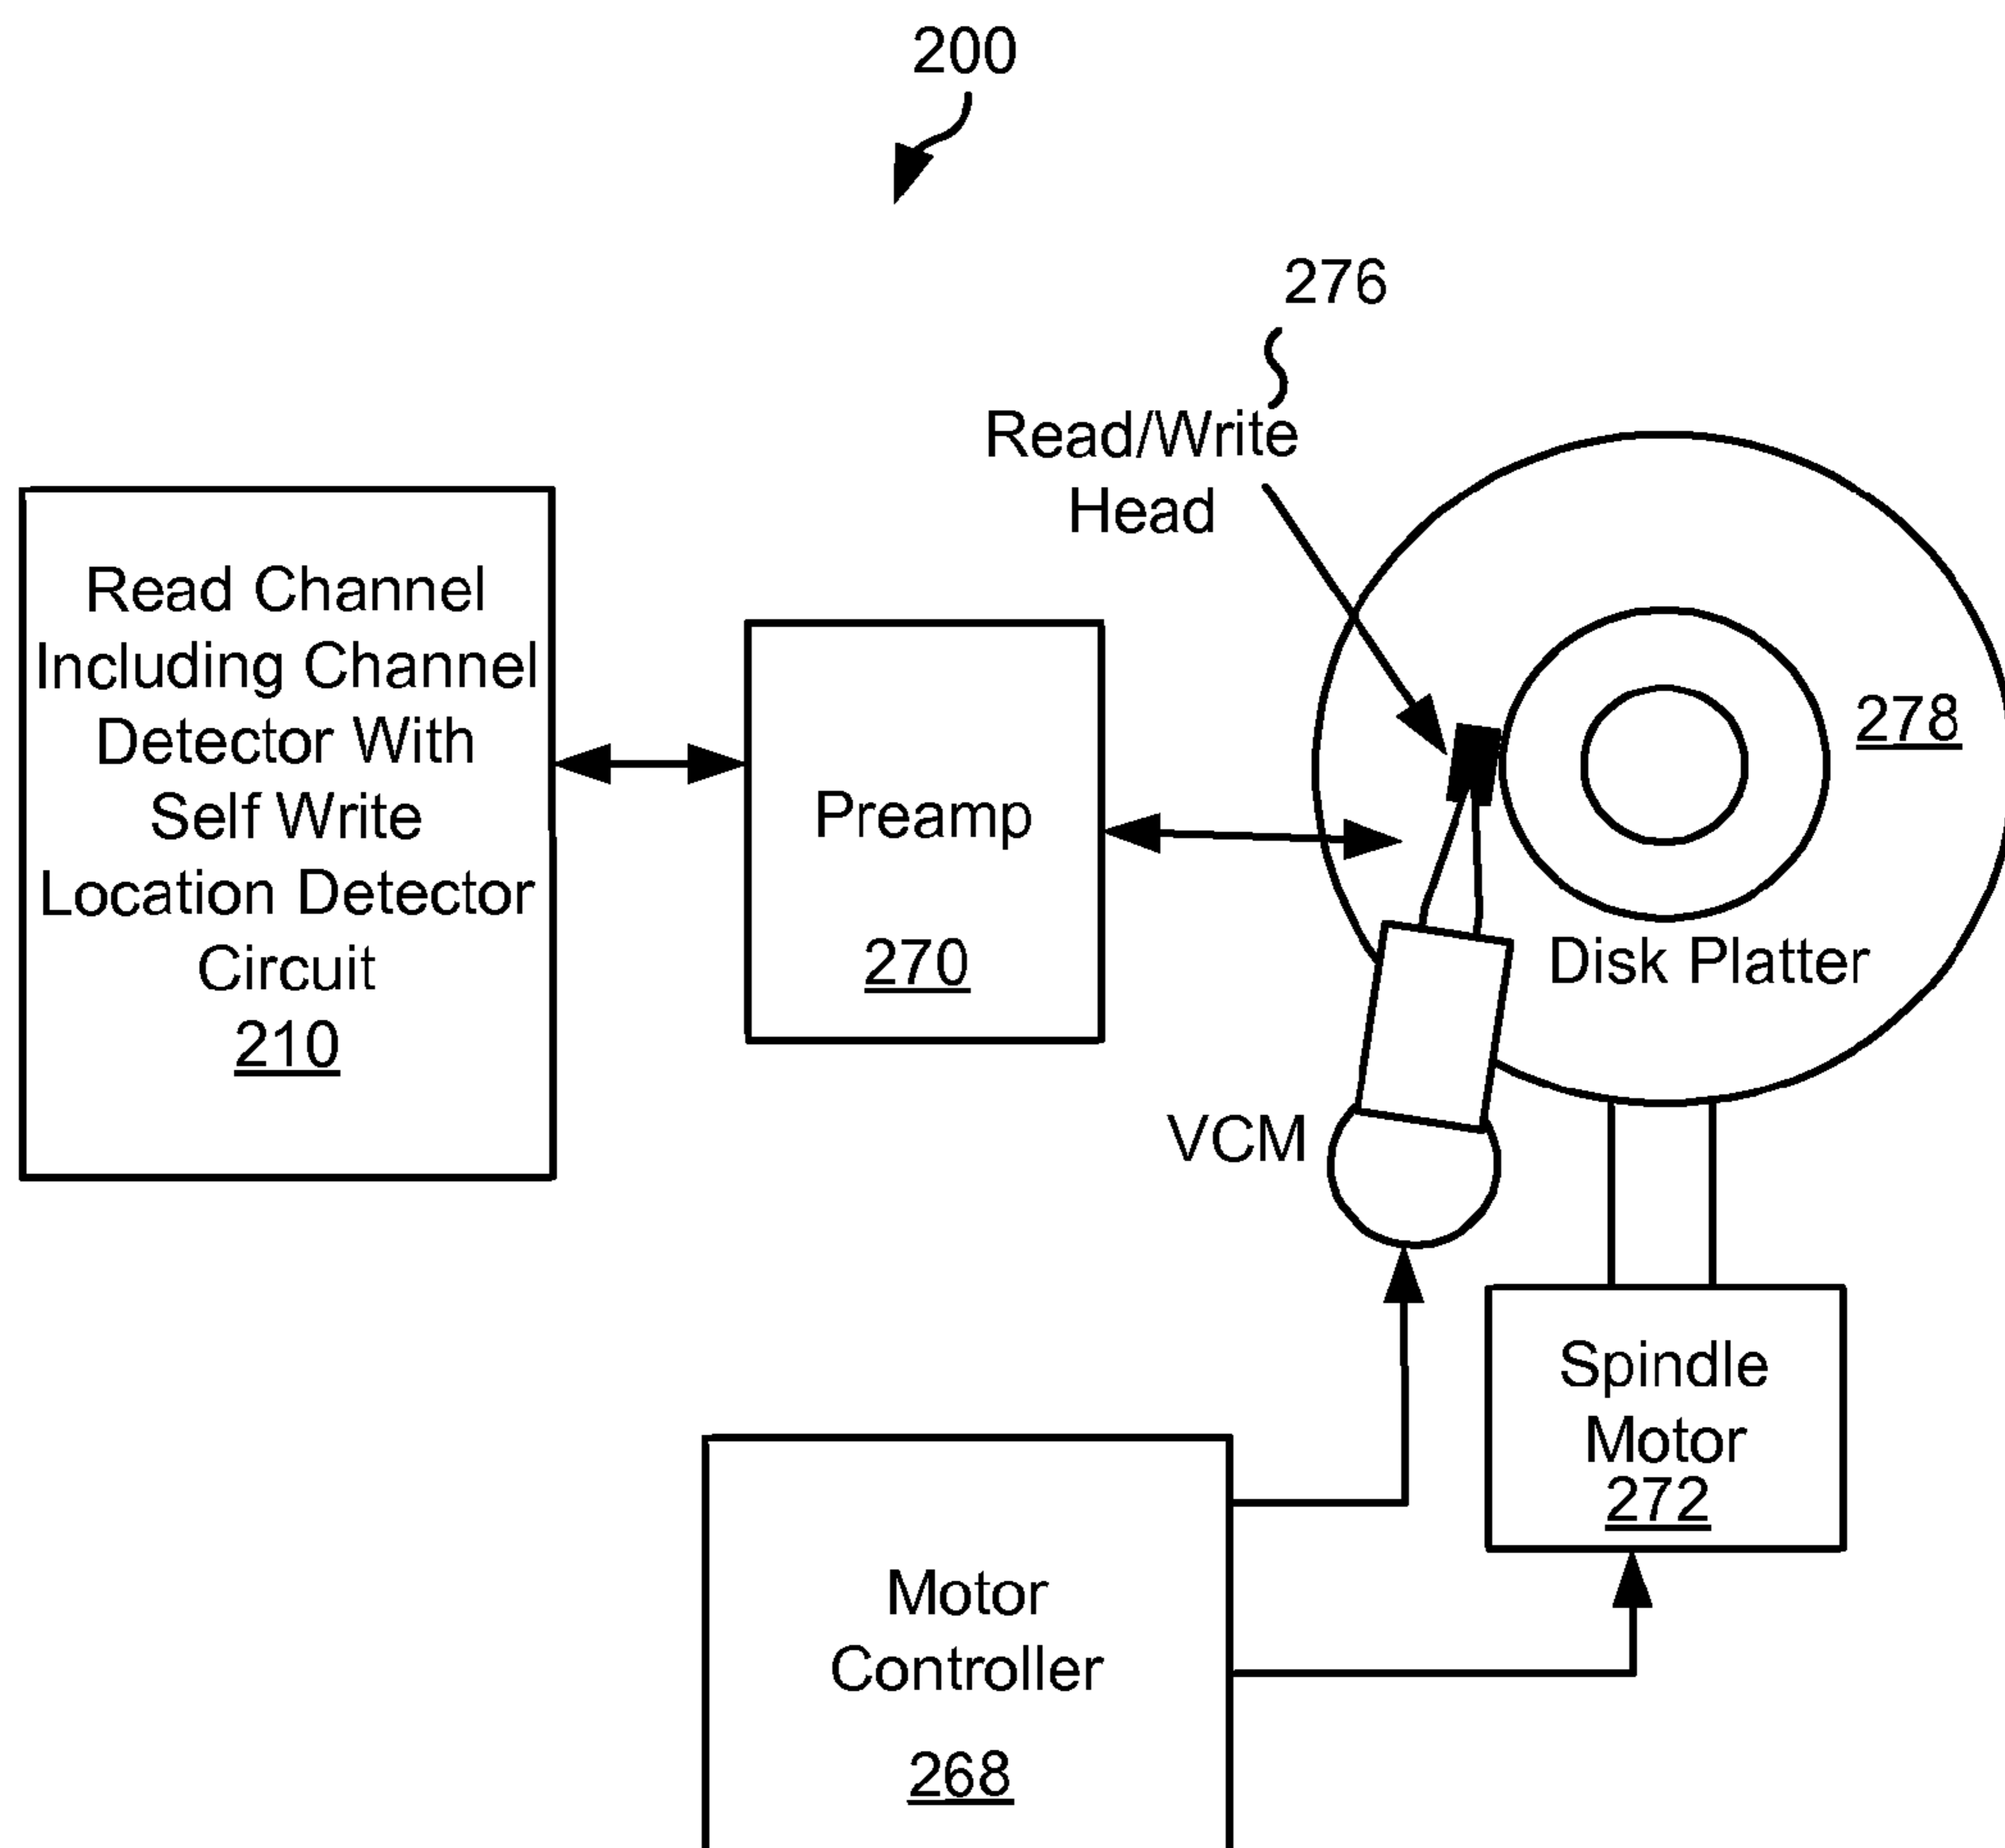 200
276
Read/Write
Head
Read Channel
Including Channel
Detector With
Self Write
Location Detector
Circuit
210
Preamp
270
278
Disk Platter
VCM
Spindle
Motor
272
Motor
Controller
268